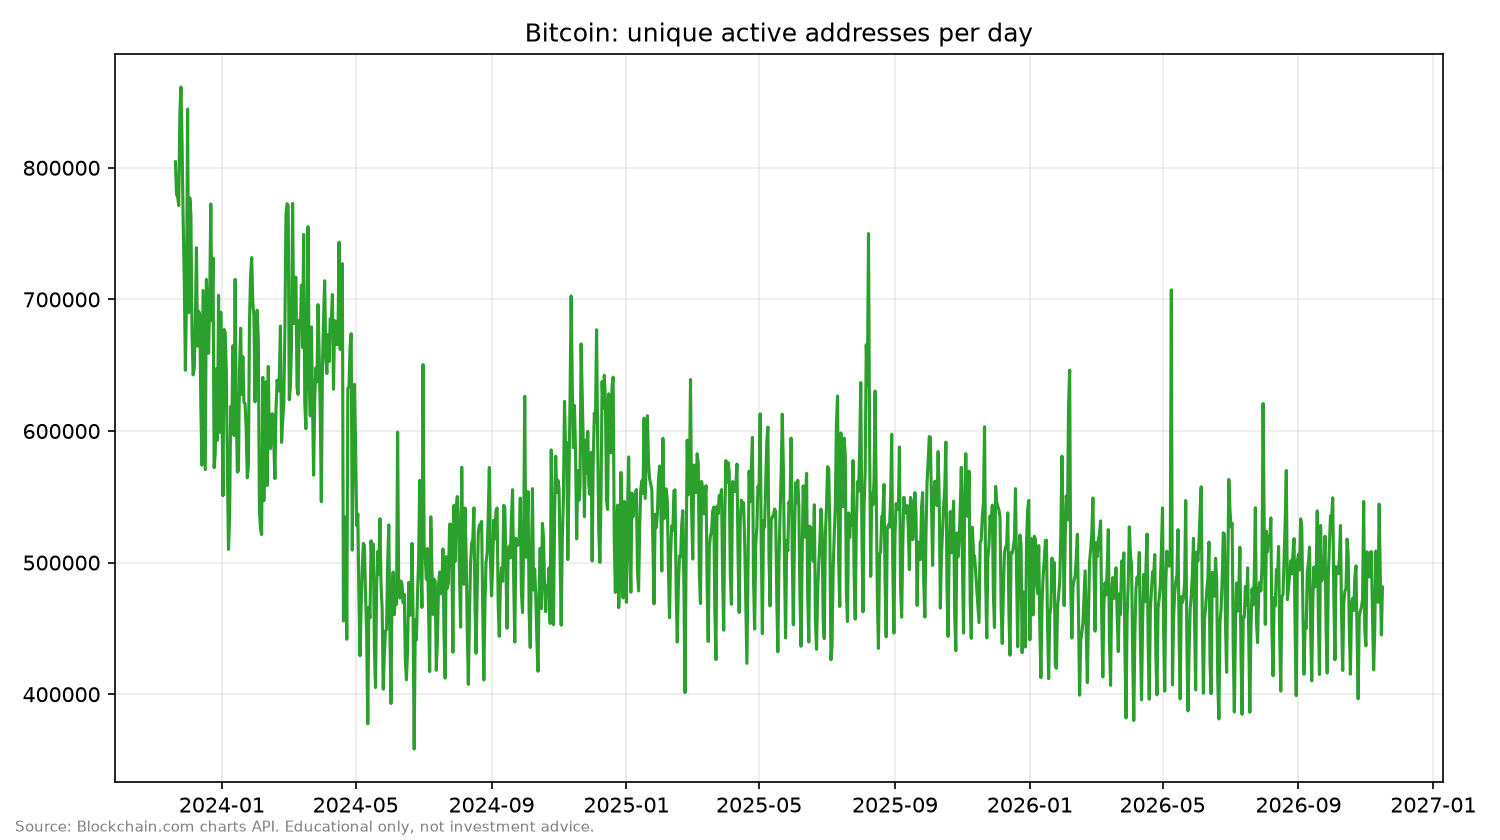 Bitcoin: unique active addresses per day
800000
700000
600000
500000
400000
2024-01 2024-05 2024-09 2025-01 2025-05 2025-09 2026-01 2026-05 2026-09 2027-01
Source: Blockchain.com charts API. Educational only, not investment advice.